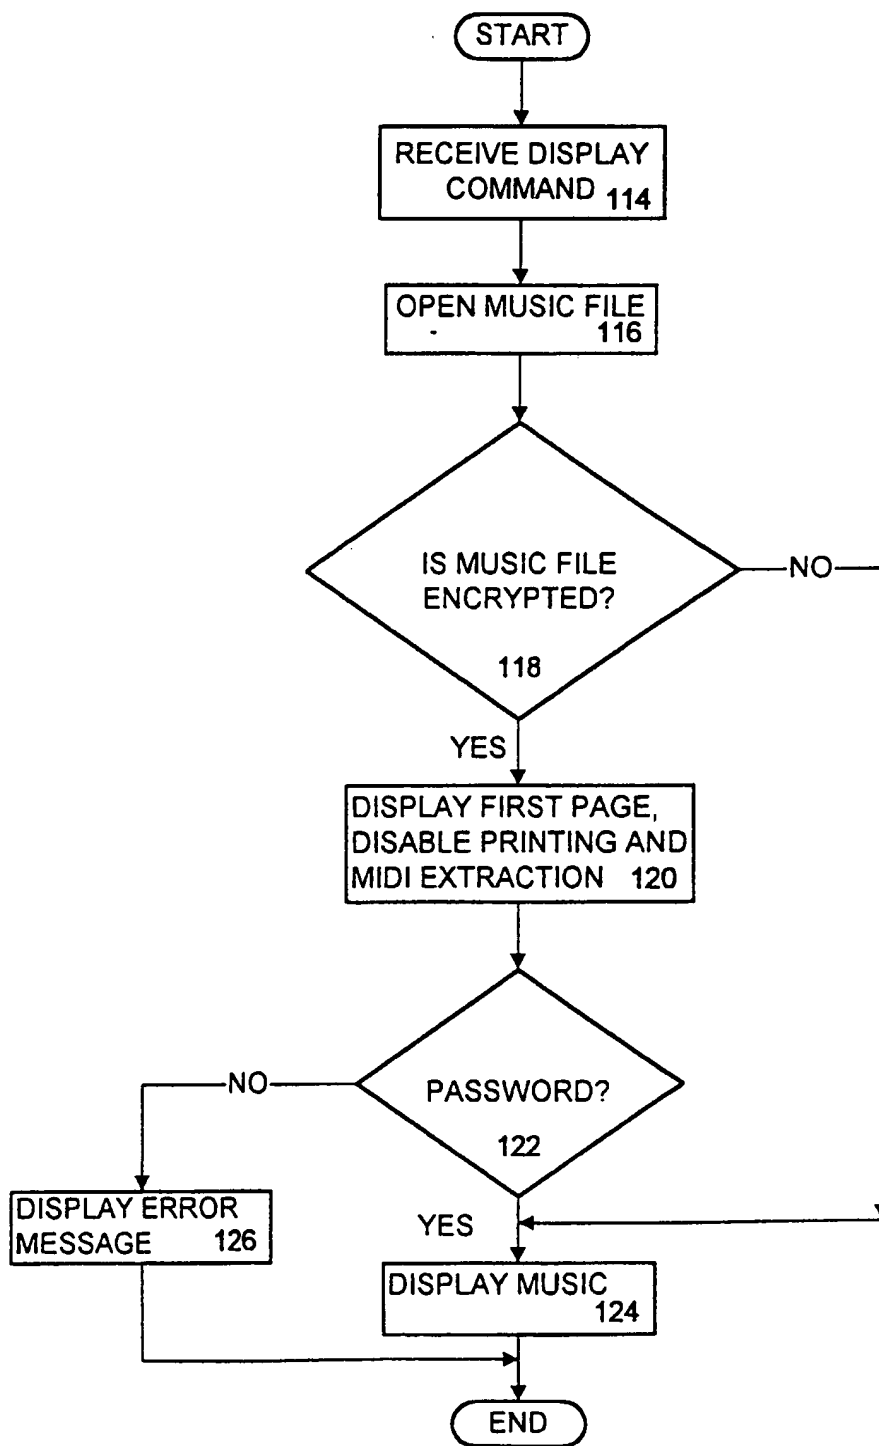 START
RECEIVE DISPLAY
COMMAND 114
OPEN MUSIC FILE
116
IS MUSIC FILE
ENCRYPTED?
118
NO
YES
DISPLAY FIRST PAGE,
DISABLE PRINTING AND
MIDI EXTRACTION 120
NO
PASSWORD?
122
YES
DISPLAY ERROR
MESSAGE 126
DISPLAY MUSIC
124
END